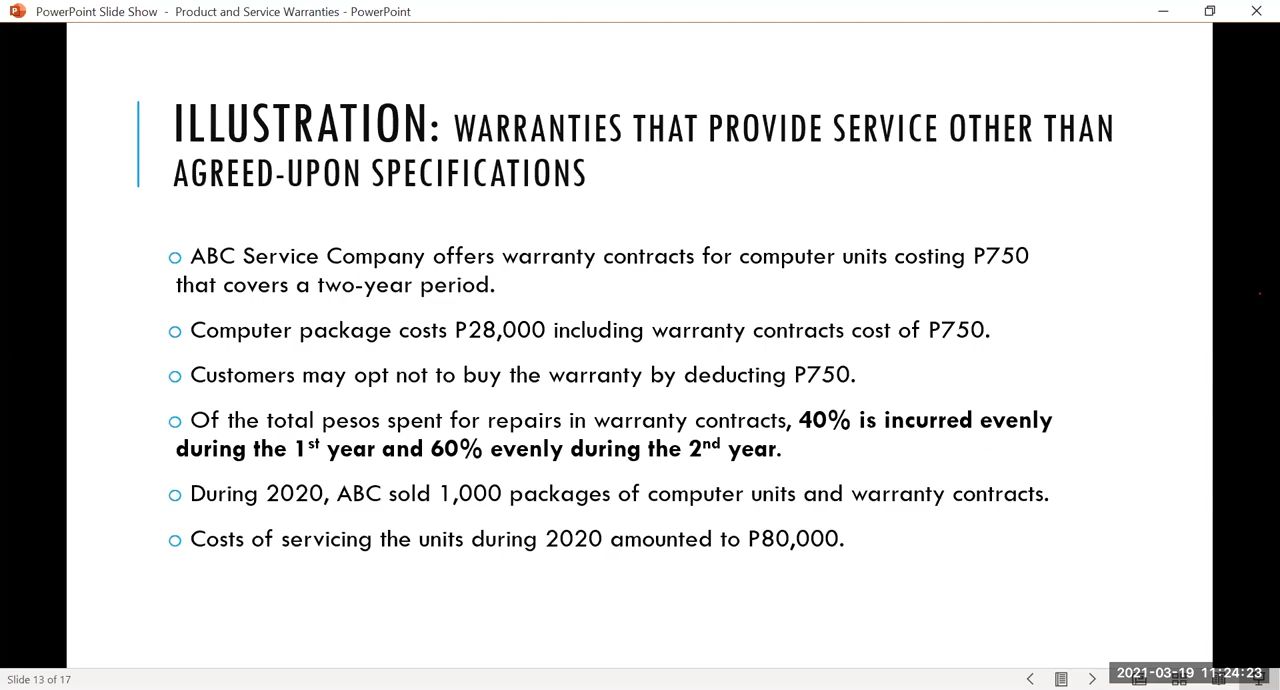 PowerPoint Slide Show - Product and Service Warranties - PowerPoint
ILLUSTRATION: WARRANTIES THAT PROVIDE SERVICE OTHER THAN
AGREED-UPON SPECIFICATIONS
ABC Service Company offers warranty contracts for computer units costing P750
that covers a two-year period.
Computer package costs P28,000 including warranty contracts cost of P750.
Customers may opt not to buy the warranty by deducting P750.
Of the total pesos spent for repairs in warranty contracts, 40% is incurred evenly
during the 1st year and 60% evenly during the 2nd year.
During 2020, ABC sold 1,000 packages of computer units and warranty contracts.
Costs of servicing the units during 2020 amounted to P80,000.
Slide 13 of 17
2021-03-19 11:24:23